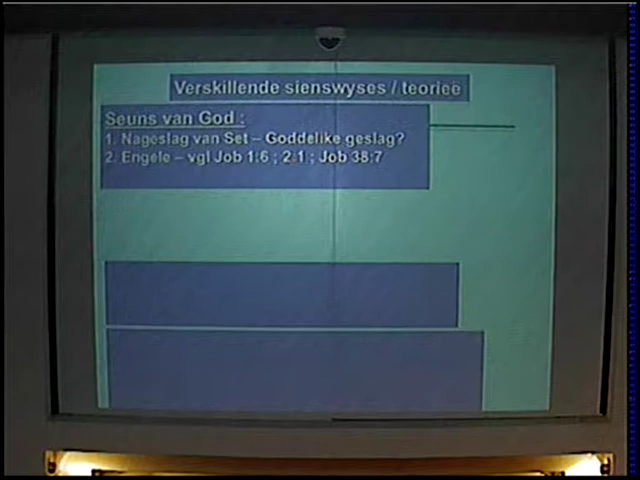 Verskillende sienswyses / teorieë
Seuns van God :
1. Nageslag van Set – Goddelike geslag?
2. Engele – vgl Job 1:6 ; 2:1 ; Job 38:7